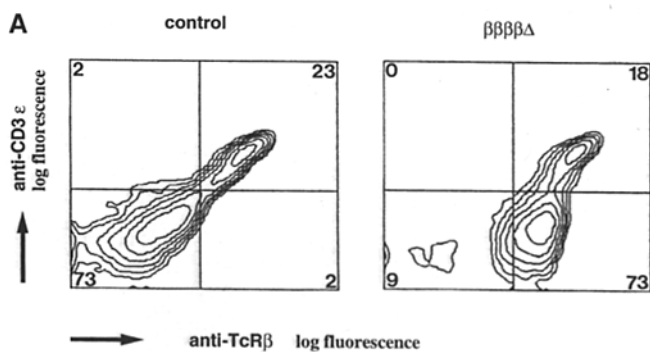 A
control
ββββΔ
2
23
73
2
0
18
9
73
anti-CD3 ε
log fluorescence
anti-TcRβ log fluorescence